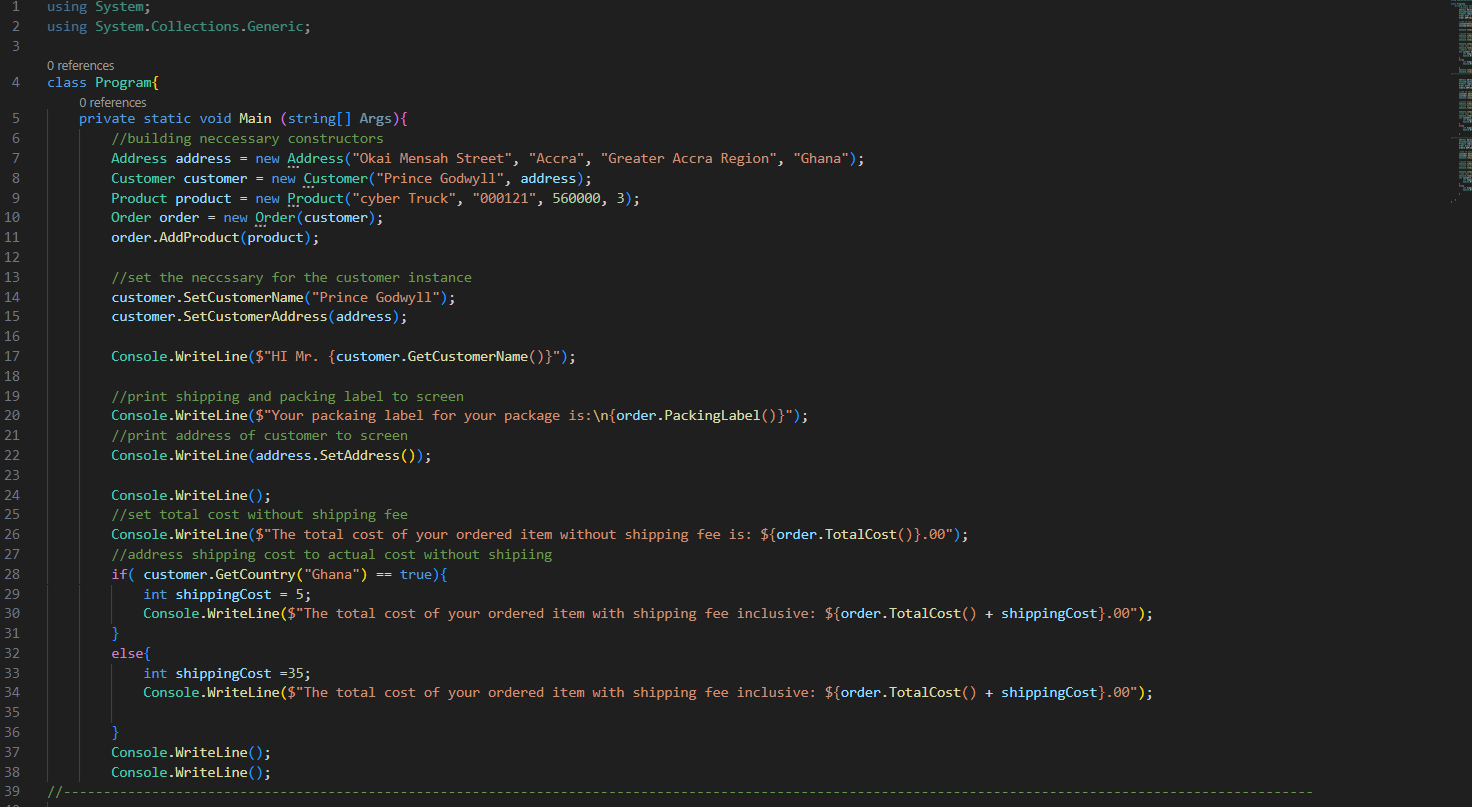 1 using System;
2 using System.Collections.Generic;
3
0 references
4 class Program{
0 references
5 private static void Main (string[] Args){
6 //building neccessary constructors
7 Address address = new Address("Okai Mensah Street", "Accra", "Greater Accra Region", "Ghana");
8 Customer customer = new Customer("Prince Godwyll", address);
9 Product product = new Product("cyber Truck", "000121", 560000, 3);
10 Order order = new Order(customer);
11 order.AddProduct(product);
12
13 //set the neccssary for the customer instance
14 customer.SetCustomerName("Prince Godwyll");
15 customer.SetCustomerAddress(address);
16
17 Console.WriteLine($"HI Mr. {customer.GetCustomerName()}");
18
19 //print shipping and packing label to screen
20 Console.WriteLine($"Your packaing label for your package is:\n{order.PackingLabel()}");
21 //print address of customer to screen
22 Console.WriteLine(address.SetAddress());
23
24 Console.WriteLine();
25 //set total cost without shipping fee
26 Console.WriteLine($"The total cost of your ordered item without shipping fee is: ${order.TotalCost()}.00");
27 //address shipping cost to actual cost without shipiing
28 if( customer.GetCountry("Ghana") == true){
29 int shippingCost = 5;
30 Console.WriteLine($"The total cost of your ordered item with shipping fee inclusive: ${order.TotalCost() + shippingCost}.00");
31 }
32 else{
33 int shippingCost =35;
34 Console.WriteLine($"The total cost of your ordered item with shipping fee inclusive: ${order.TotalCost() + shippingCost}.00");
35
36 }
37 Console.WriteLine();
38 Console.WriteLine();
39 //------------------------------------------------------------------------------------------------------------------------------------------------------------